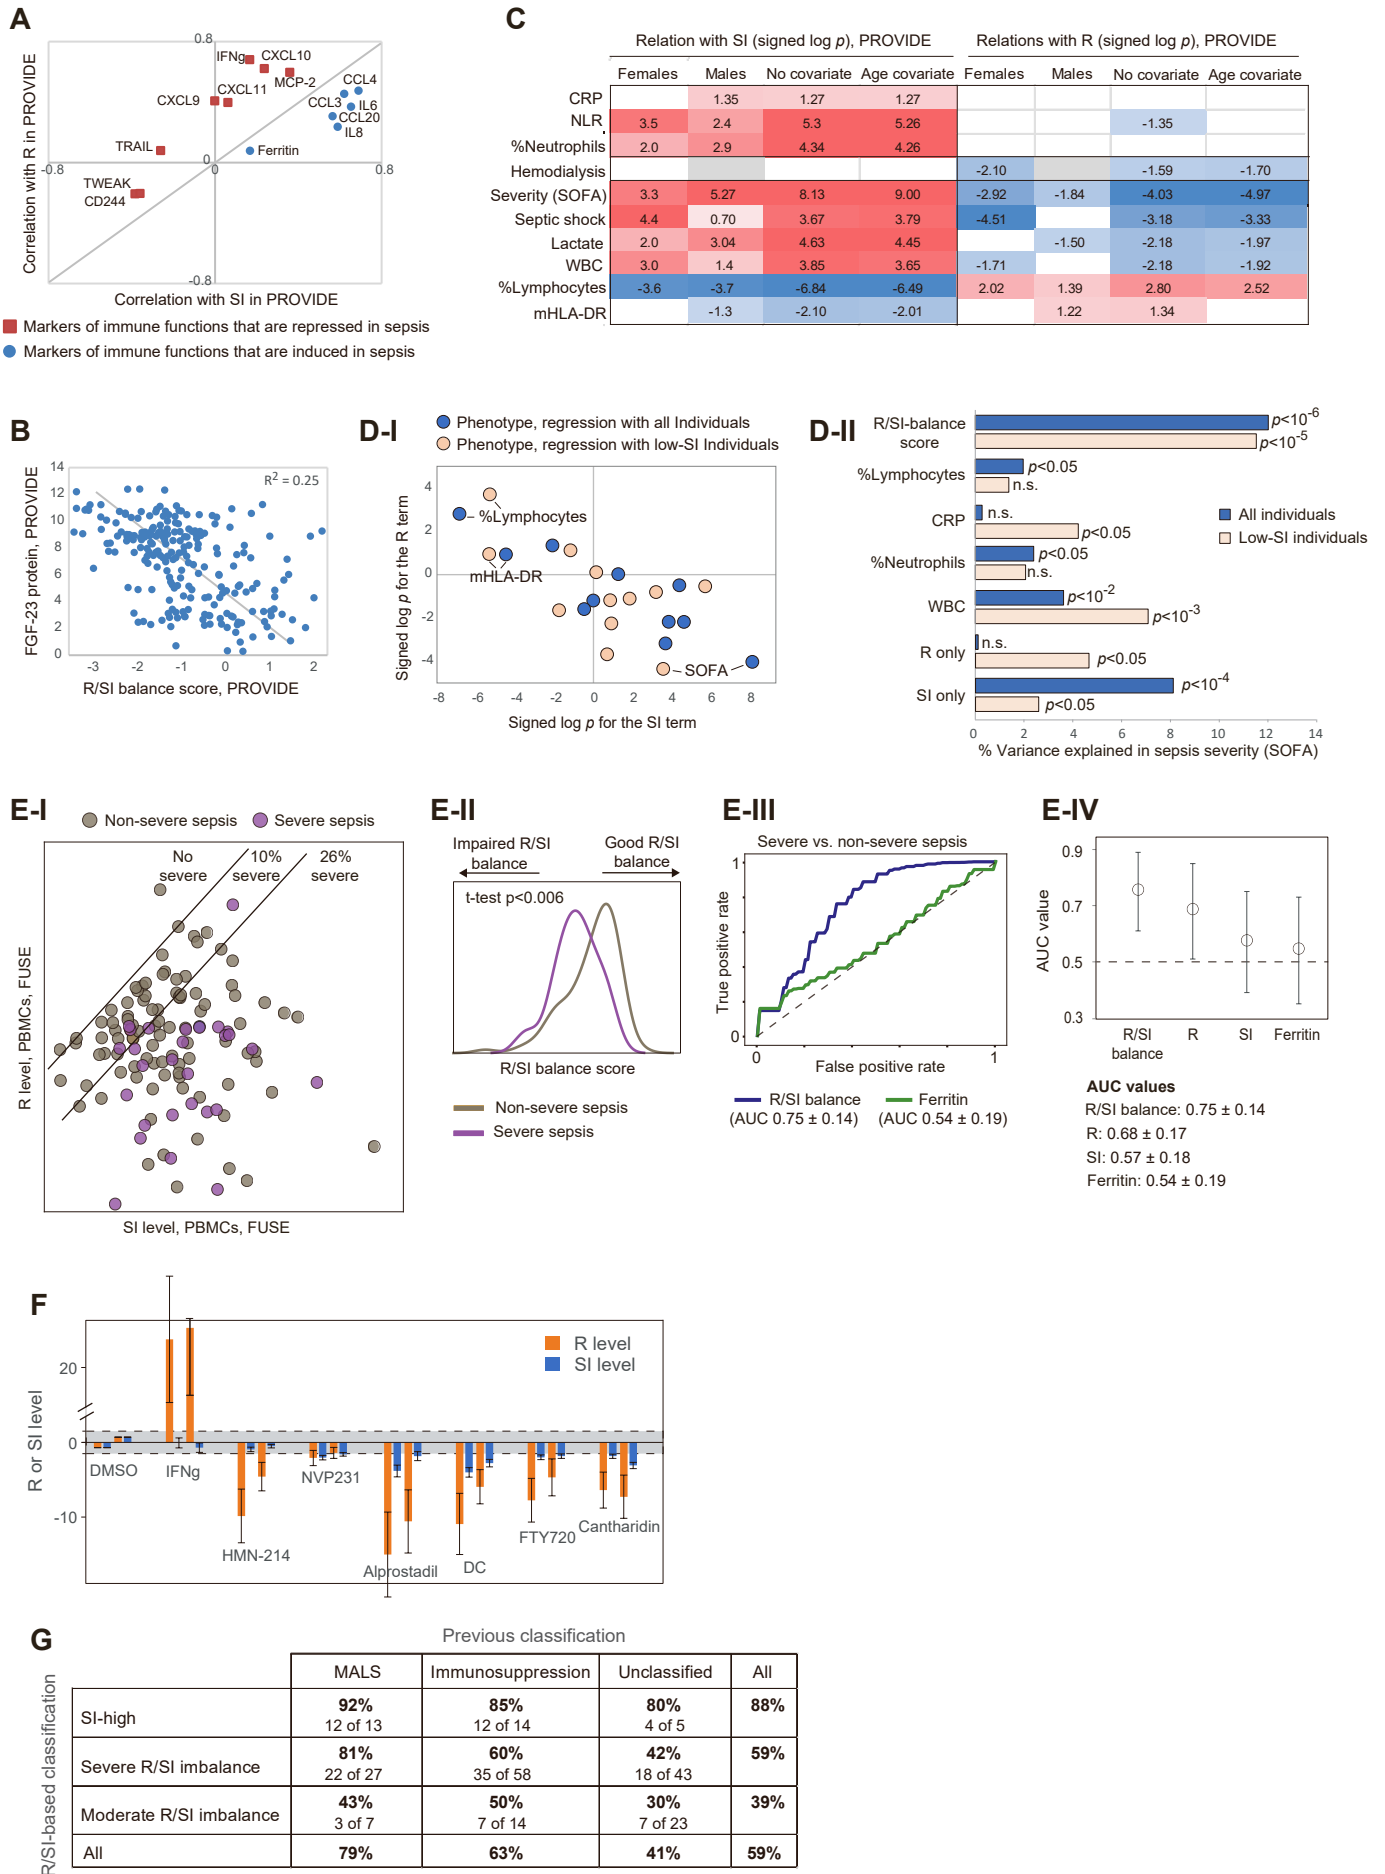 A
Correlation with R in PROVIDE
0.8
IFNg
CXCL10
MCP-2
CXCL11
CXCL9
CCL4
CCL3
IL6
CCL20
IL8
TRAIL
Ferritin
0
-0.8
0
0.8
TWEAK
CD244
-0.8
Correlation with SI in PROVIDE
Markers of immune functions that are repressed in sepsis
Markers of immune functions that are induced in sepsis
C
Relation with SI (signed log p), PROVIDE Relations with R (signed log p), PROVIDE
Females Males No covariate Age covariate Females Males No covariate Age covariate
CRP 1.35 1.27 1.27
NLR 3.5 2.4 5.3 5.26 -1.35
%Neutrophils 2.0 2.9 4.34 4.26
Hemodialysis -2.10 -1.59 -1.70
Severity (SOFA) 3.3 5.27 8.13 9.00 -2.92 -1.84 -4.03 -4.97
Septic shock 4.4 0.70 3.67 3.79 -4.51 -3.18 -3.33
Lactate 2.0 3.04 4.63 4.45 -1.50 -2.18 -1.97
WBC 3.0 1.4 3.85 3.65 -1.71 -2.18 -1.92
%Lymphocytes -3.6 -3.7 -6.84 -6.49 2.02 1.39 2.80 2.52
mHLA-DR -1.3 -2.10 -2.01 1.22 1.34
B
FGF-23 protein, PROVIDE
14
12
10
8
6
4
2
0
R² = 0.25
-3 -2 -1 0 1 2
R/SI balance score, PROVIDE
D-I
Phenotype, regression with all Individuals
Phenotype, regression with low-SI Individuals
Signed log p for the R term
4
2
0
-2
-4
%Lymphocytes
mHLA-DR
SOFA
-8 -6 -4 -2 0 2 4 6 8
Signed log p for the SI term
D-II
R/SI-balance
score
p<10-6
p<10-5
%Lymphocytes
p<0.05
n.s.
CRP
n.s.
p<0.05
%Neutrophils
p<0.05
n.s.
WBC
p<10-2
p<10-3
R only
n.s.
p<0.05
SI only
p<10-4
p<0.05
All individuals
Low-SI individuals
0 2 4 6 8 10 12 14
% Variance explained in sepsis severity (SOFA)
E-I
Non-severe sepsis Severe sepsis
No
severe
10%
severe
26%
severe
R level, PBMCs, FUSE
SI level, PBMCs, FUSE
E-II
Impaired R/SI
balance
Good R/SI
balance
t-test p<0.006
R/SI balance score
Non-severe sepsis
Severe sepsis
E-III
Severe vs. non-severe sepsis
True positive rate
1
0
0 1
False positive rate
R/SI balance
(AUC 0.75 ± 0.14)
Ferritin
(AUC 0.54 ± 0.19)
E-IV
AUC value
0.9
0.7
0.5
0.3
R/SI
balance
R
SI
Ferritin
AUC values
R/SI balance: 0.75 ± 0.14
R: 0.68 ± 0.17
SI: 0.57 ± 0.18
Ferritin: 0.54 ± 0.19
F
R or SI level
20
0
-10
R level
SI level
DMSO
IFNg
HMN-214
NVP231
Alprostadil
DC
FTY720
Cantharidin
G
Previous classification
R/SI-based classification
MALS Immunosuppression Unclassified All
SI-high
92% 85% 80% 88%
12 of 13 12 of 14 4 of 5
Severe R/SI imbalance
81% 60% 42% 59%
22 of 27 35 of 58 18 of 43
Moderate R/SI imbalance
43% 50% 30% 39%
3 of 7 7 of 14 7 of 23
All 79% 63% 41% 59%